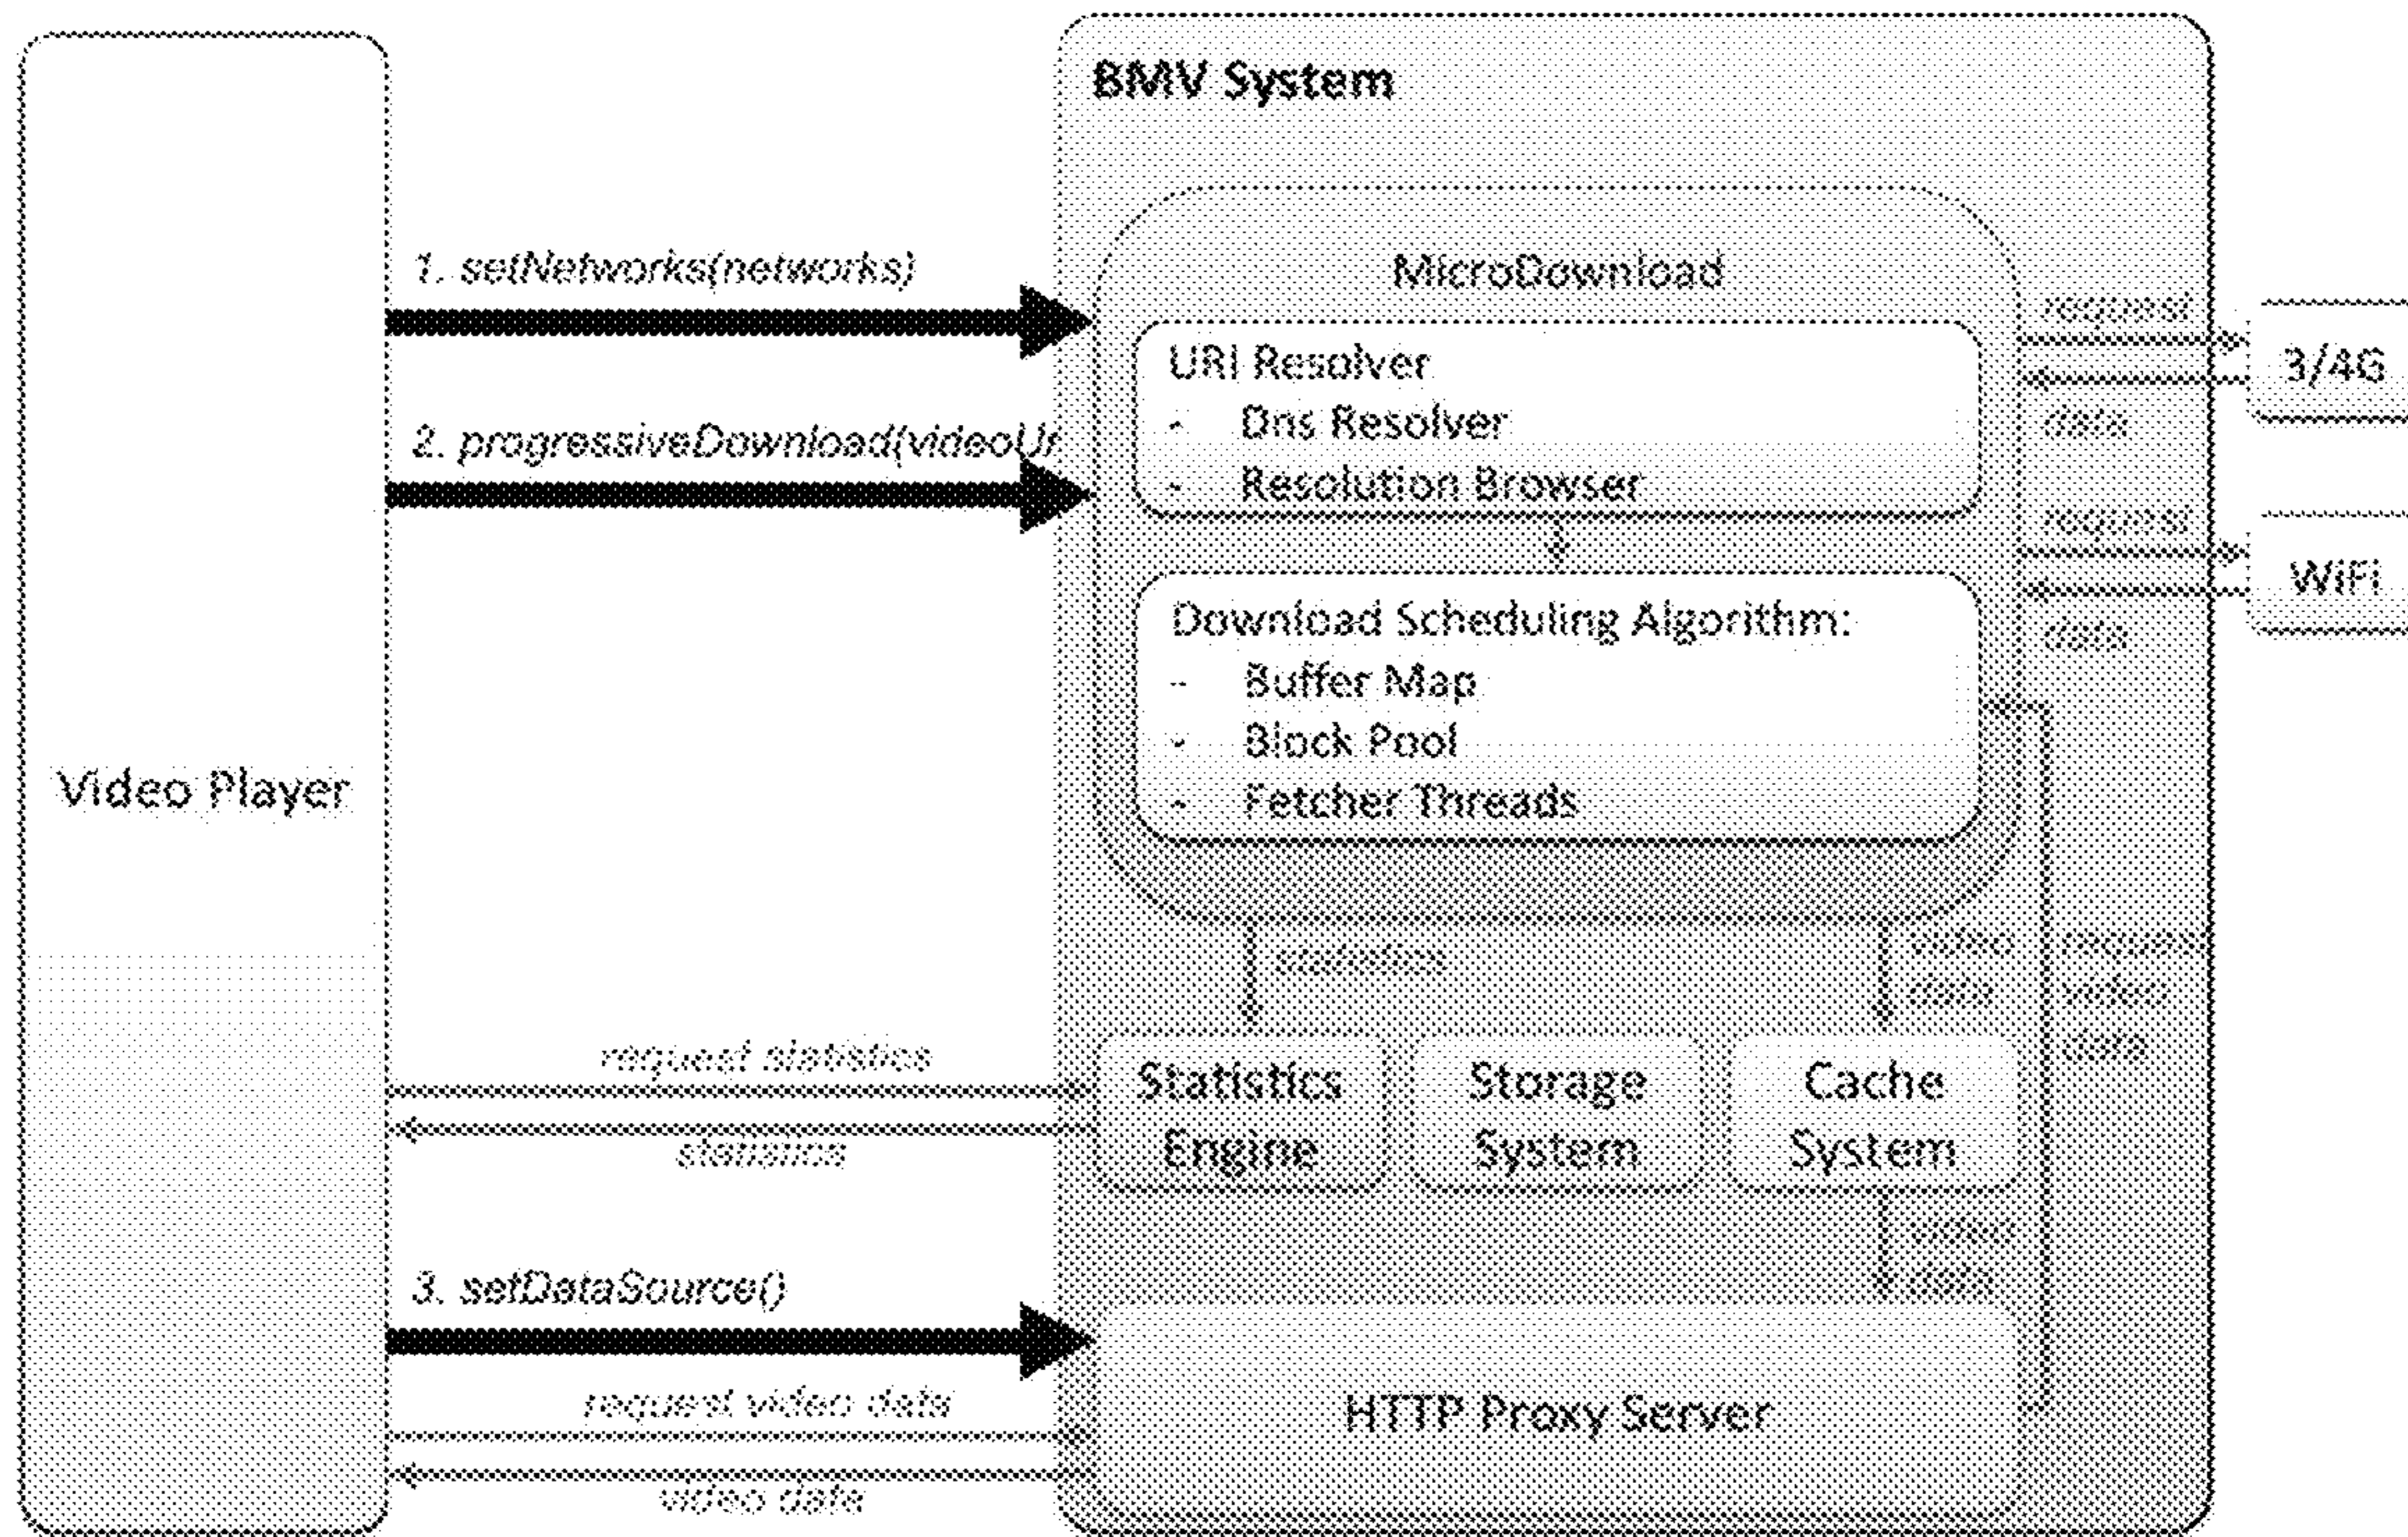 BMV System
1. setNetworks(networks)
2. progressiveDownload(videoUr
MicroDownload
URI Resolver
- Dns Resolver
- Resolution Browser
request
3/4G
data
request
WiFi
data
Download Scheduling Algorithm:
- Buffer Map
- Block Pool
- Fetcher Threads
Video Player
statistics
video
data
request
video
data
request statistics
statistics
Statistics
Engine
Storage
System
Cache
System
video
data
3. setDataSource()
request video data
video data
HTTP Proxy Server